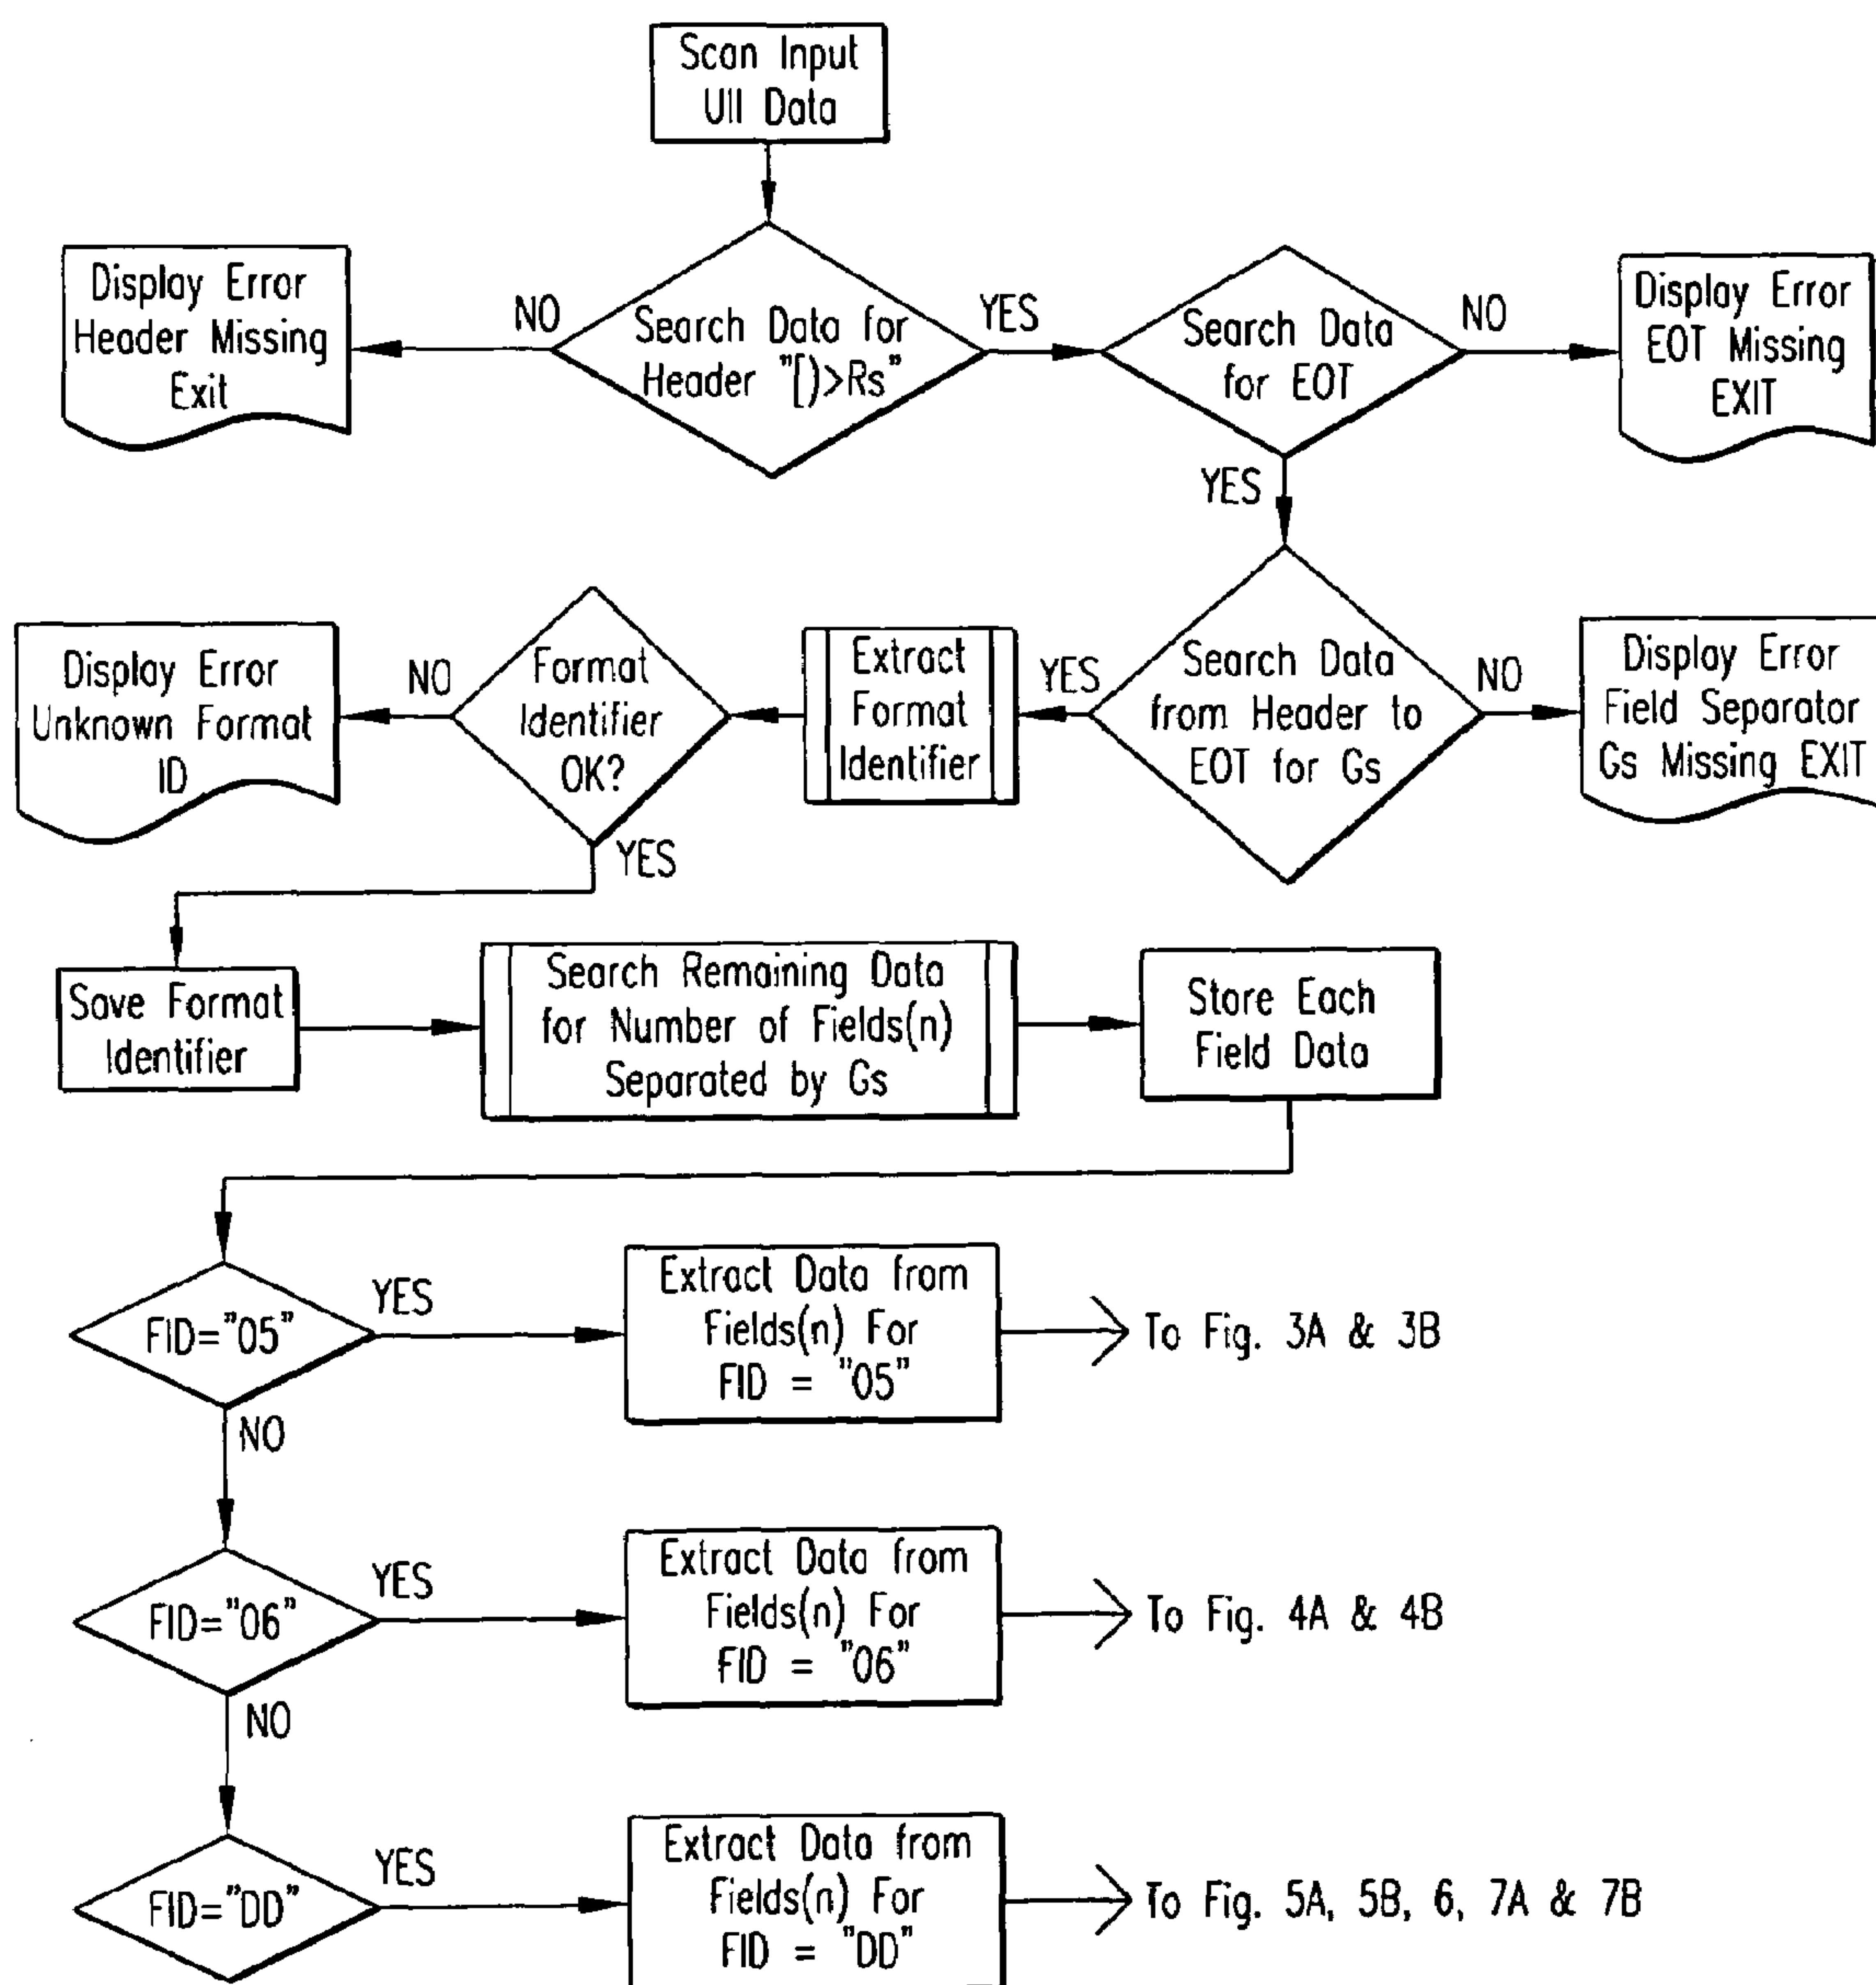 Scan Input
UII Data
Display Error
Header Missing
Exit
NO
Search Data for
Header "[)>Rs"
YES
Search Data
for EOT
NO
Display Error
EOT Missing
EXIT
YES
Display Error
Unknown Format
ID
NO
Format
Identifier
OK?
Extract
Format
Identifier
YES
Search Data
from Header to
EOT for Gs
NO
Display Error
Field Separator
Gs Missing EXIT
YES
Save Format
Identifier
Search Remaining Data
for Number of Fields(n)
Separated by Gs
Store Each
Field Data
FID="05"
YES
Extract Data from
Fields(n) For
FID = "05"
To Fig. 3A & 3B
NO
FID="06"
YES
Extract Data from
Fields(n) For
FID = "06"
To Fig. 4A & 4B
NO
FID="DD"
YES
Extract Data from
Fields(n) For
FID = "DD"
To Fig. 5A, 5B, 6, 7A & 7B